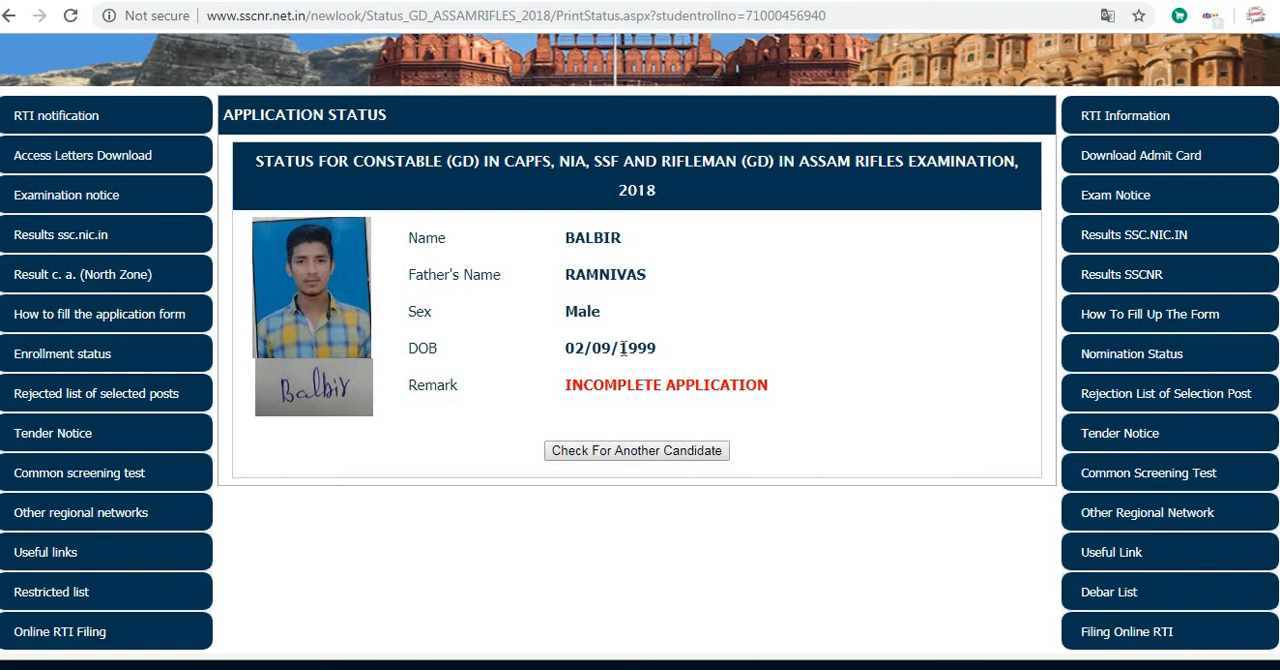 Not secure
www.sscnr.net.in/newlook/Status_GD_ASSAMRIFLES_2018/PrintStatus.aspx?studentrollno=71000456940
RTI notification
Access Letters Download
Examination notice
Results ssc.nic.in
Result c. a. (North Zone)
How to fill the application form
Enrollment status
Rejected list of selected posts
Tender Notice
Common screening test
Other regional networks
Useful links
Restricted list
Online RTI Filing
APPLICATION STATUS
STATUS FOR CONSTABLE (GD) IN CAPFS, NIA, SSF AND RIFLEMAN (GD) IN ASSAM RIFLES EXAMINATION,
2018
Name BALBIR
Father's Name RAMNIVAS
Sex Male
DOB 02/09/1999
Remark INCOMPLETE APPLICATION
Balbir
Check For Another Candidate
RTI Information
Download Admit Card
Exam Notice
Results SSC.NIC.IN
Results SSCNR
How To Fill Up The Form
Nomination Status
Rejection List of Selection Post
Tender Notice
Common Screening Test
Other Regional Network
Useful Link
Debar List
Filing Online RTI